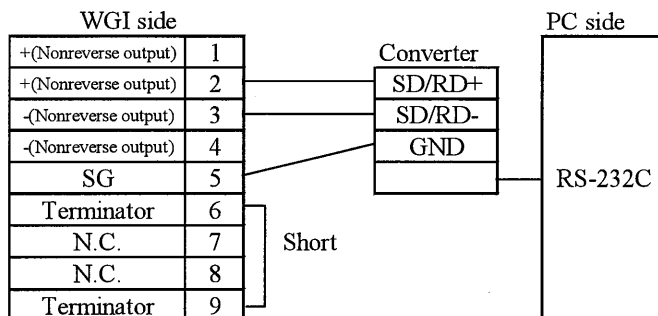 WGI side
PC side
+(Nonreverse output) 1
Converter
+(Nonreverse output) 2
SD/RD+
-(Nonreverse output) 3
SD/RD-
-(Nonreverse output) 4
GND
SG 5
RS-232C
Terminator 6
N.C. 7
Short
N.C. 8
Terminator 9